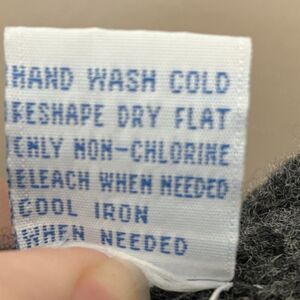 HAND WASH COLD
RESHAPE DRY FLAT
ONLY NON-CHLORINE
BLEACH WHEN NEEDED
COOL IRON
WHEN NEEDED